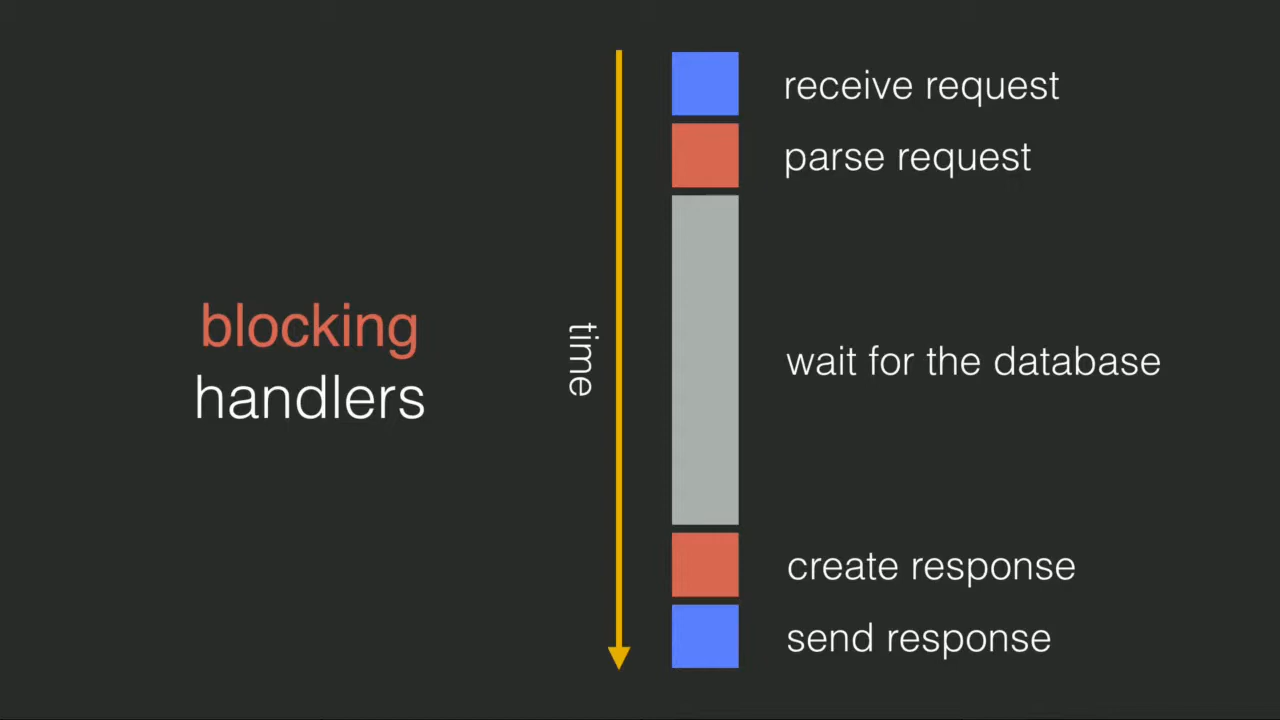 blocking
handlers
time
receive request
parse request
wait for the database
create response
send response